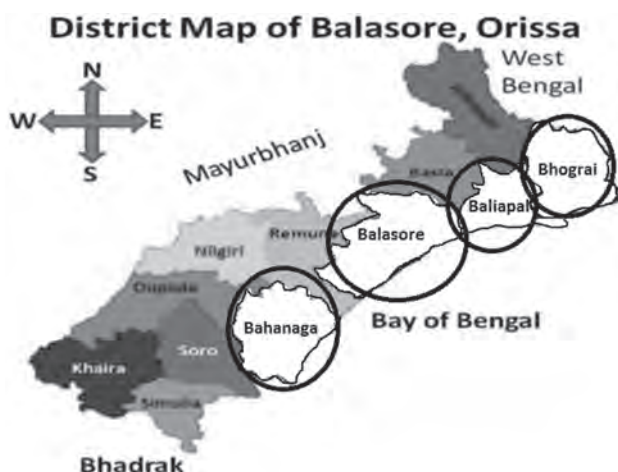 District Map of Balasore, Orissa
West
Bengal
N
W E
S
Mayurbhanj
Basta
Bhograi
Baliapal
Remuna
Balasore
Nilgiri
Oupada
Bahanaga
Bay of Bengal
Soro
Khaira
Simulia
Bhadrak